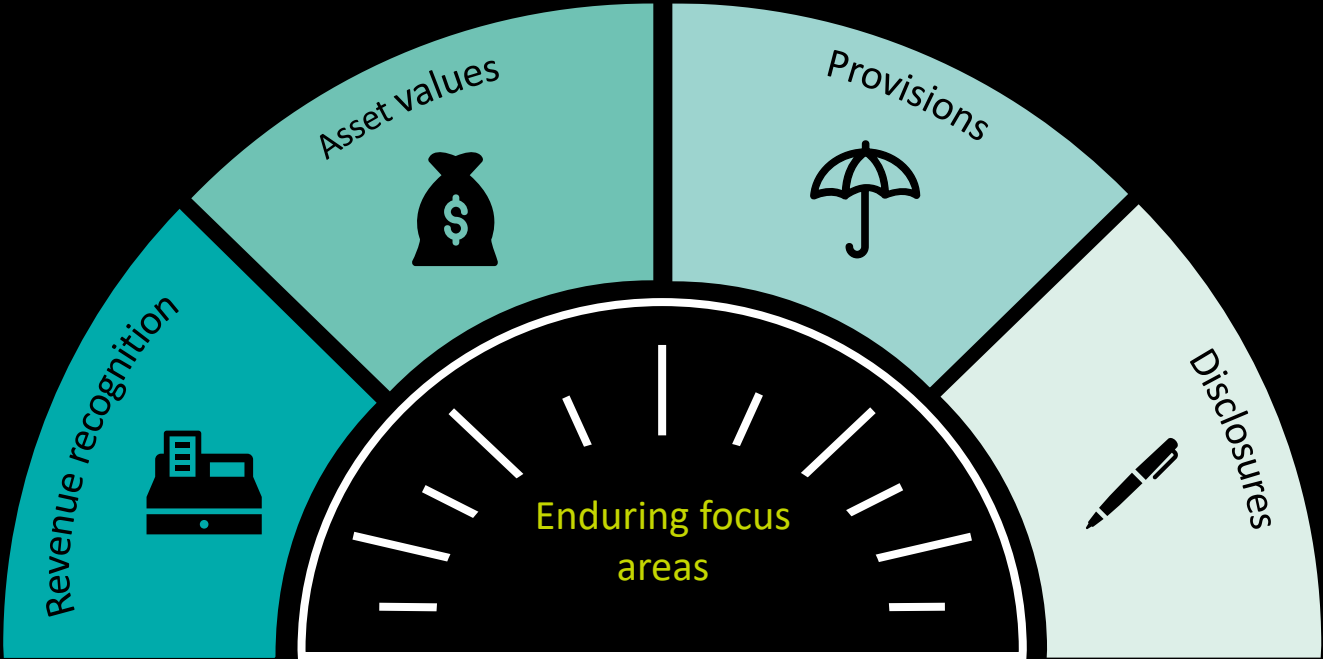 Revenue recognition
Asset values
$
Provisions
Disclosures
Enduring focus
areas